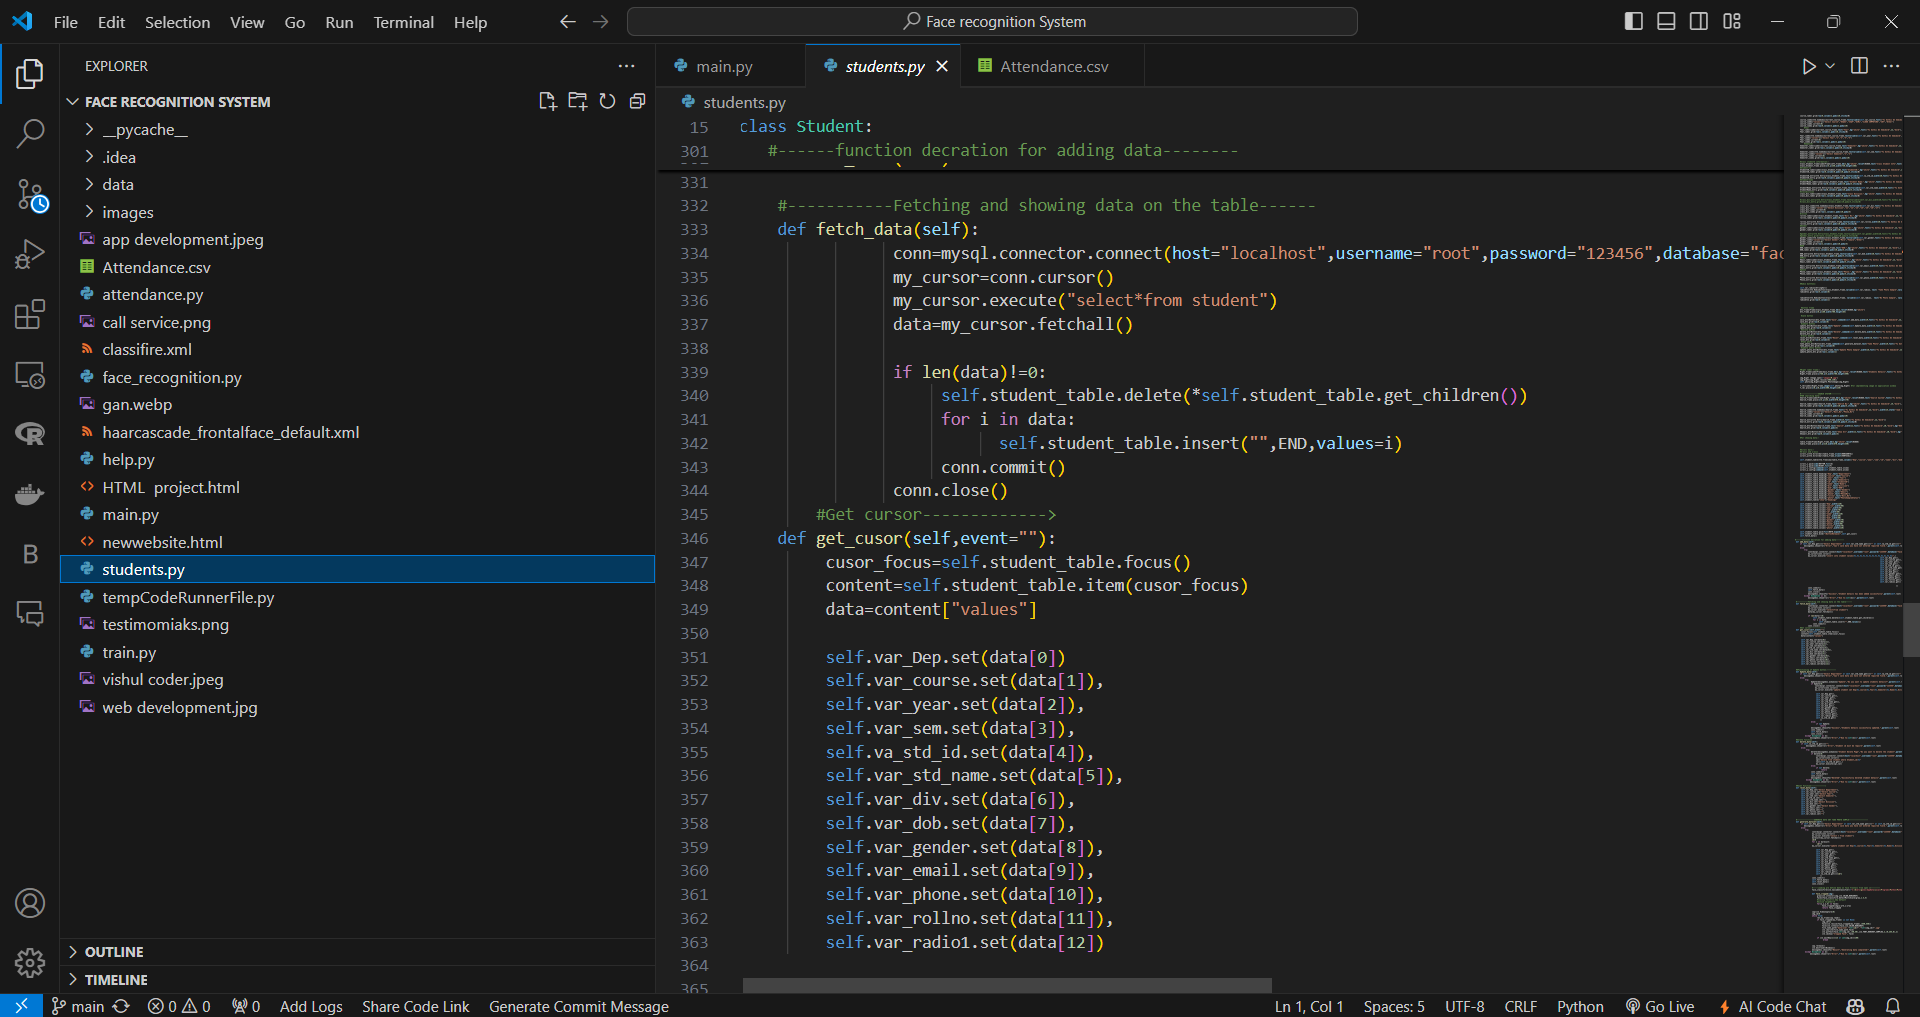 File Edit Selection View Go Run Terminal Help
Face recognition System
EXPLORER
FACE RECOGNITION SYSTEM
__pycache__
.idea
data
images
app development.jpeg
Attendance.csv
attendance.py
call service.png
classifire.xml
face_recognition.py
gan.webp
haarcascade_frontalface_default.xml
help.py
HTML  project.html
main.py
newwebsite.html
students.py
tempCodeRunnerFile.py
testimomiaks.png
train.py
vishul coder.jpeg
web development.jpg
OUTLINE
TIMELINE
main.py students.py Attendance.csv
students.py
15 class Student:
301 #------function decration for adding data--------
331
332 #-----------Fetching and showing data on the table------
333 def fetch_data(self):
334 conn=mysql.connector.connect(host="localhost",username="root",password="123456",database="fac
335 my_cursor=conn.cursor()
336 my_cursor.execute("select*from student")
337 data=my_cursor.fetchall()
338
339 if len(data)!=0:
340 self.student_table.delete(*self.student_table.get_children())
341 for i in data:
342 self.student_table.insert("",END,values=i)
343 conn.commit()
344 conn.close()
345 #Get cursor------------->
346 def get_cusor(self,event=""):
347 cusor_focus=self.student_table.focus()
348 content=self.student_table.item(cusor_focus)
349 data=content["values"]
350
351 self.var_Dep.set(data[0])
352 self.var_course.set(data[1]),
353 self.var_year.set(data[2]),
354 self.var_sem.set(data[3]),
355 self.va_std_id.set(data[4]),
356 self.var_std_name.set(data[5]),
357 self.var_div.set(data[6]),
358 self.var_dob.set(data[7]),
359 self.var_gender.set(data[8]),
360 self.var_email.set(data[9]),
361 self.var_phone.set(data[10]),
362 self.var_rollno.set(data[11]),
363 self.var_radio1.set(data[12])
364
365
main 0 0 0 Add Logs Share Code Link Generate Commit Message Ln 1, Col 1 Spaces: 5 UTF-8 CRLF Python Go Live AI Code Chat